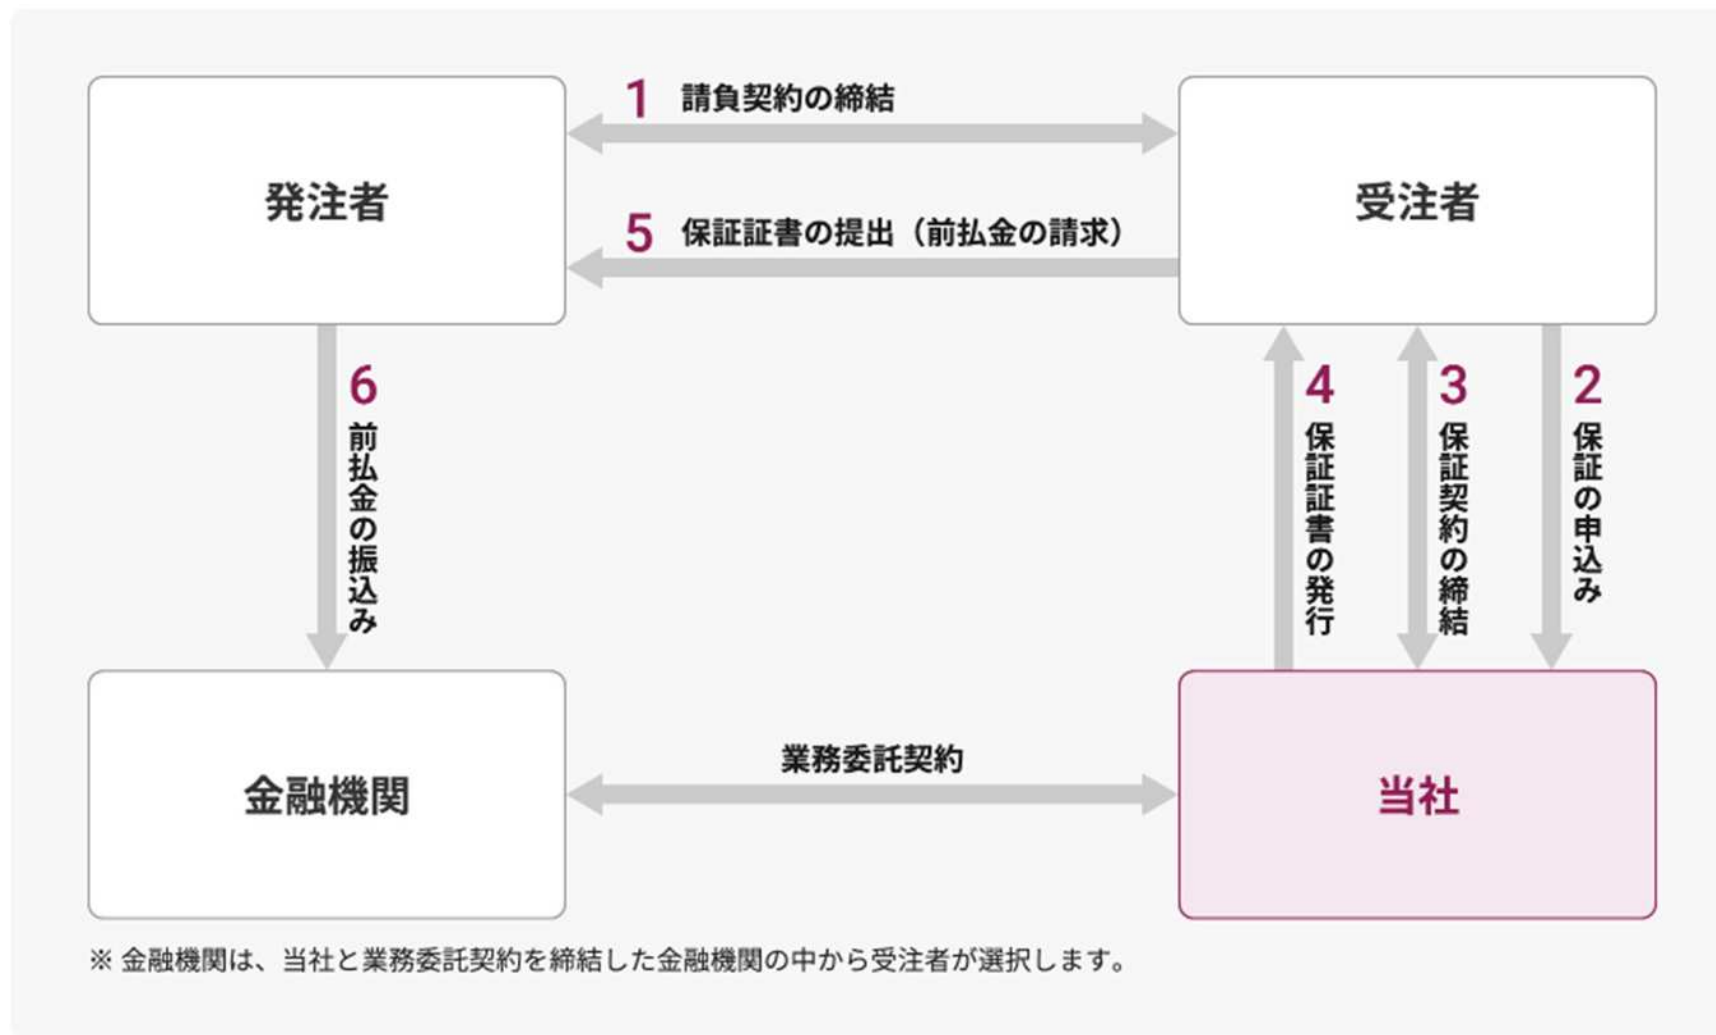 1 請負契約の締結
発注者
受注者
5 保証証書の提出（前払金の請求）
6 前払金の振込み
4 保証証書の発行
3 保証契約の締結
2 保証の申込み
業務委託契約
金融機関
当社
※ 金融機関は、当社と業務委託契約を締結した金融機関の中から受注者が選択します。